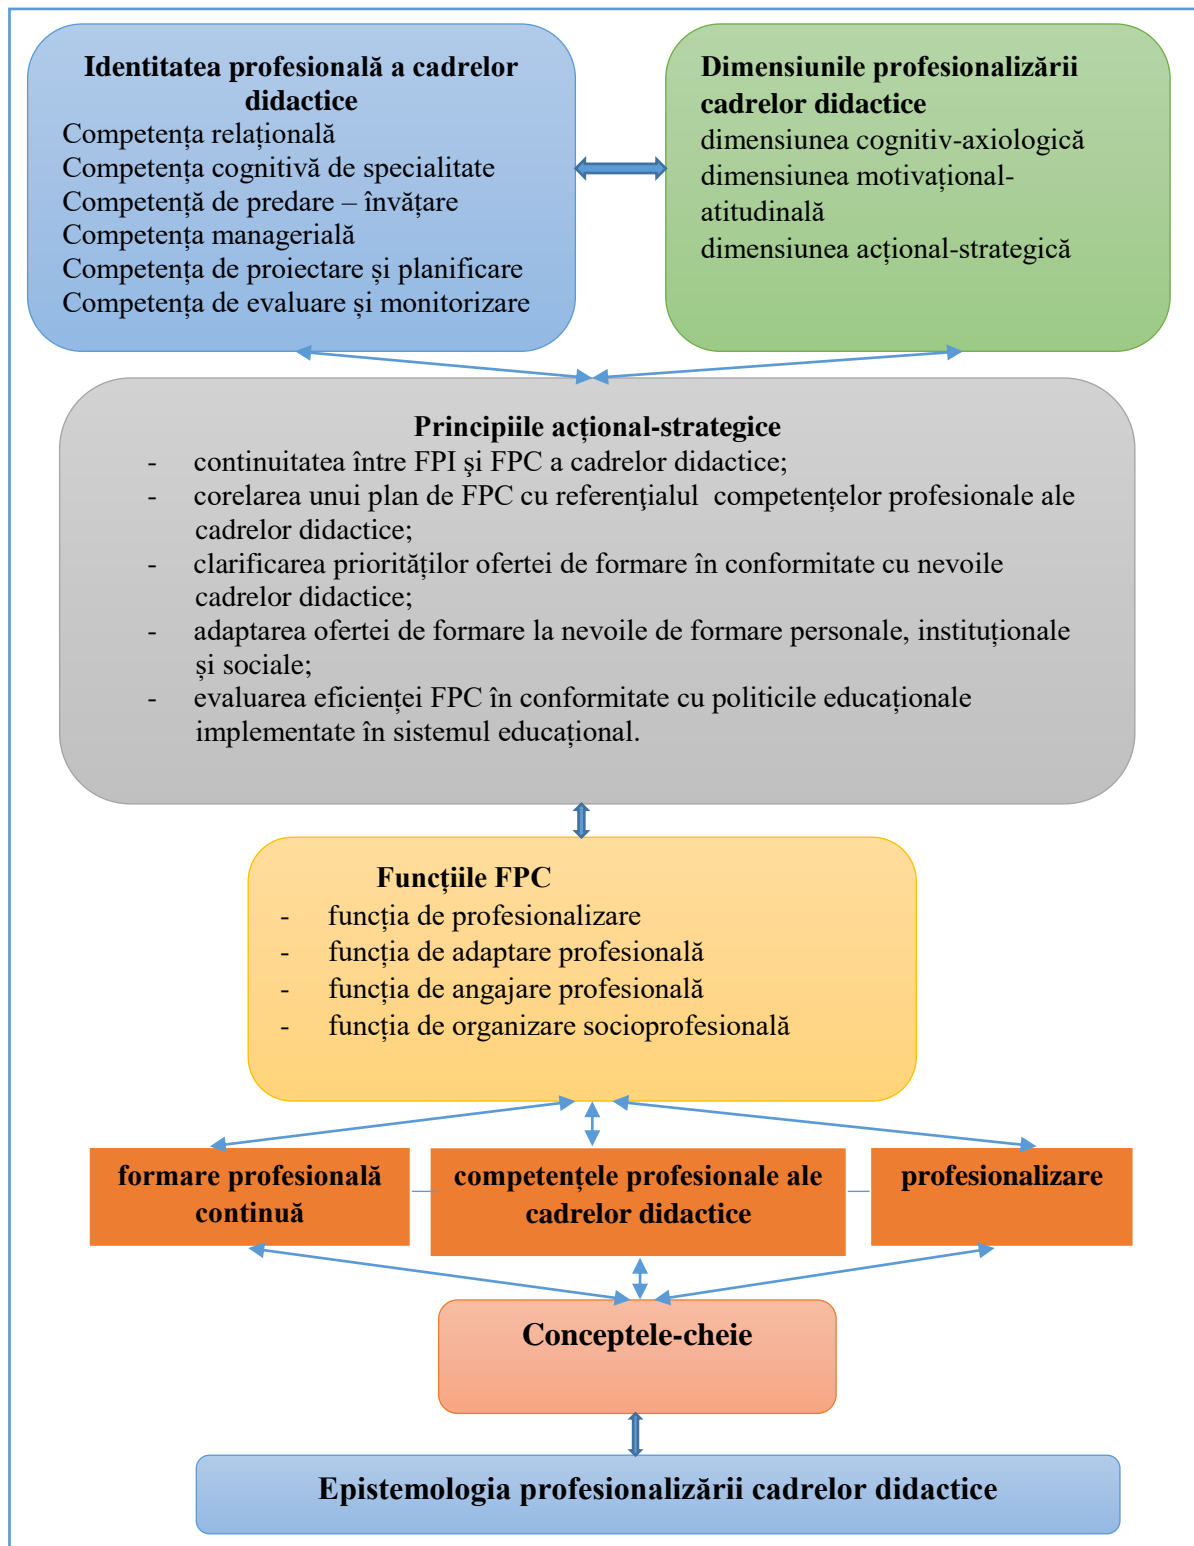 Identitatea profesională a cadrelor
didactice
Competența relațională
Competența cognitivă de specialitate
Competență de predare – învățare
Competența managerială
Competența de proiectare și planificare
Competența de evaluare și monitorizare
Dimensiunile profesionalizării
cadrelor didactice
dimensiunea cognitiv-axiologică
dimensiunea motivațional-
atitudinală
dimensiunea acțional-strategică
Principiile acțional-strategice
- continuitatea între FPI şi FPC a cadrelor didactice;
- corelarea unui plan de FPC cu referenţialul competențelor profesionale ale
cadrelor didactice;
- clarificarea priorităților ofertei de formare în conformitate cu nevoile
cadrelor didactice;
- adaptarea ofertei de formare la nevoile de formare personale, instituționale
și sociale;
- evaluarea eficienței FPC în conformitate cu politicile educaționale
implementate în sistemul educațional.
Funcțiile FPC
- funcția de profesionalizare
- funcția de adaptare profesională
- funcția de angajare profesională
- funcția de organizare socioprofesională
formare profesională
continuă
competențele profesionale ale
cadrelor didactice
profesionalizare
Conceptele-cheie
Epistemologia profesionalizării cadrelor didactice